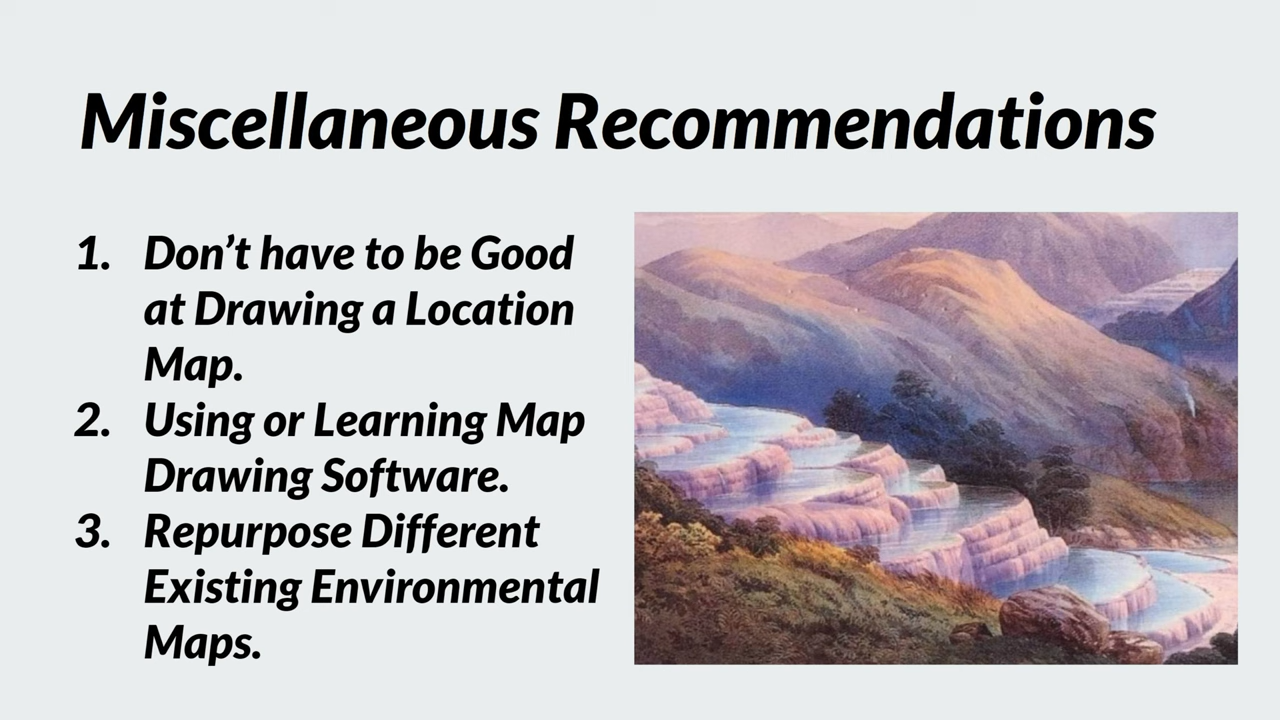 Miscellaneous Recommendations
1. Don’t have to be Good
at Drawing a Location
Map.
2. Using or Learning Map
Drawing Software.
3. Repurpose Different
Existing Environmental
Maps.